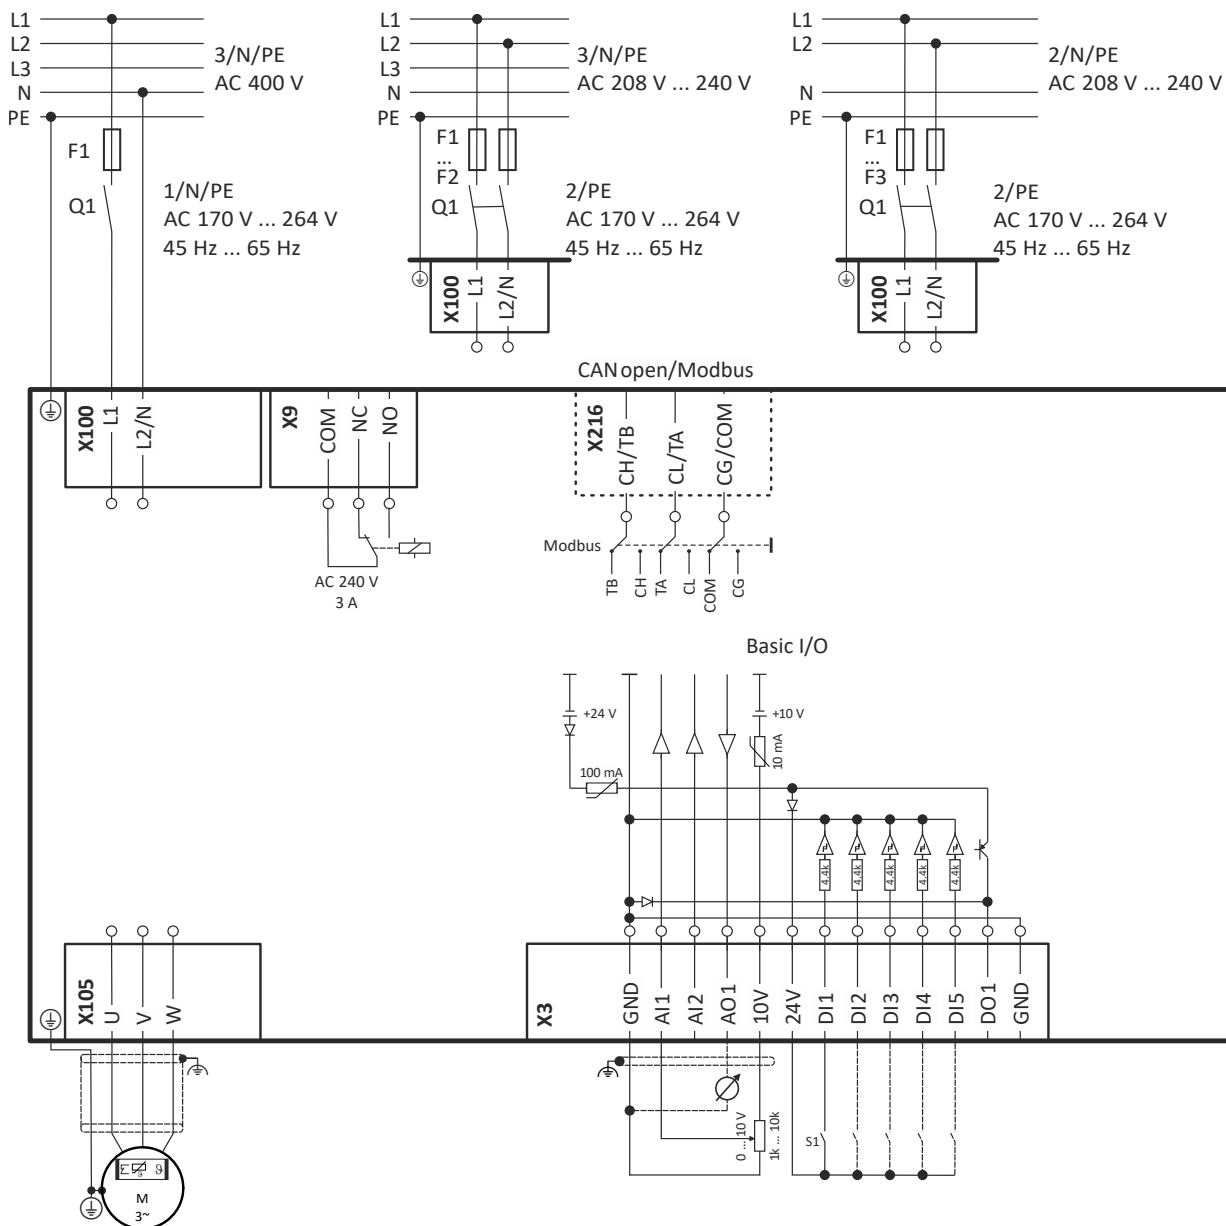 L1
L2
L3
N
PE
3/N/PE
AC 400 V
F1
Q1
1/N/PE
AC 170 V ... 264 V
45 Hz ... 65 Hz
L1
L2
L3
N
PE
3/N/PE
AC 208 V ... 240 V
F1
...
F2
Q1
2/PE
AC 170 V ... 264 V
45 Hz ... 65 Hz
X100
L1
L2/N
L1
L2
N
PE
2/N/PE
AC 208 V ... 240 V
F1
...
F3
Q1
2/PE
AC 170 V ... 264 V
45 Hz ... 65 Hz
X100
L1
L2/N
X100
L1
L2/N
X9
COM
NC
NO
AC 240 V
3 A
CANopen/Modbus
X216
CH/TB
CL/TA
CG/COM
Modbus
TB
CH
TA
CL
COM
CG
Basic I/O
+24 V
+10 V
10 mA
100 mA
4.4k
4.4k
4.4k
4.4k
4.4k
X105
U
V
W
X3
GND
AI1
AI2
AO1
10V
24V
DI1
DI2
DI3
DI4
DI5
DO1
GND
0 ... 10 V
1k ... 10k
S1
ϑ
M
3~